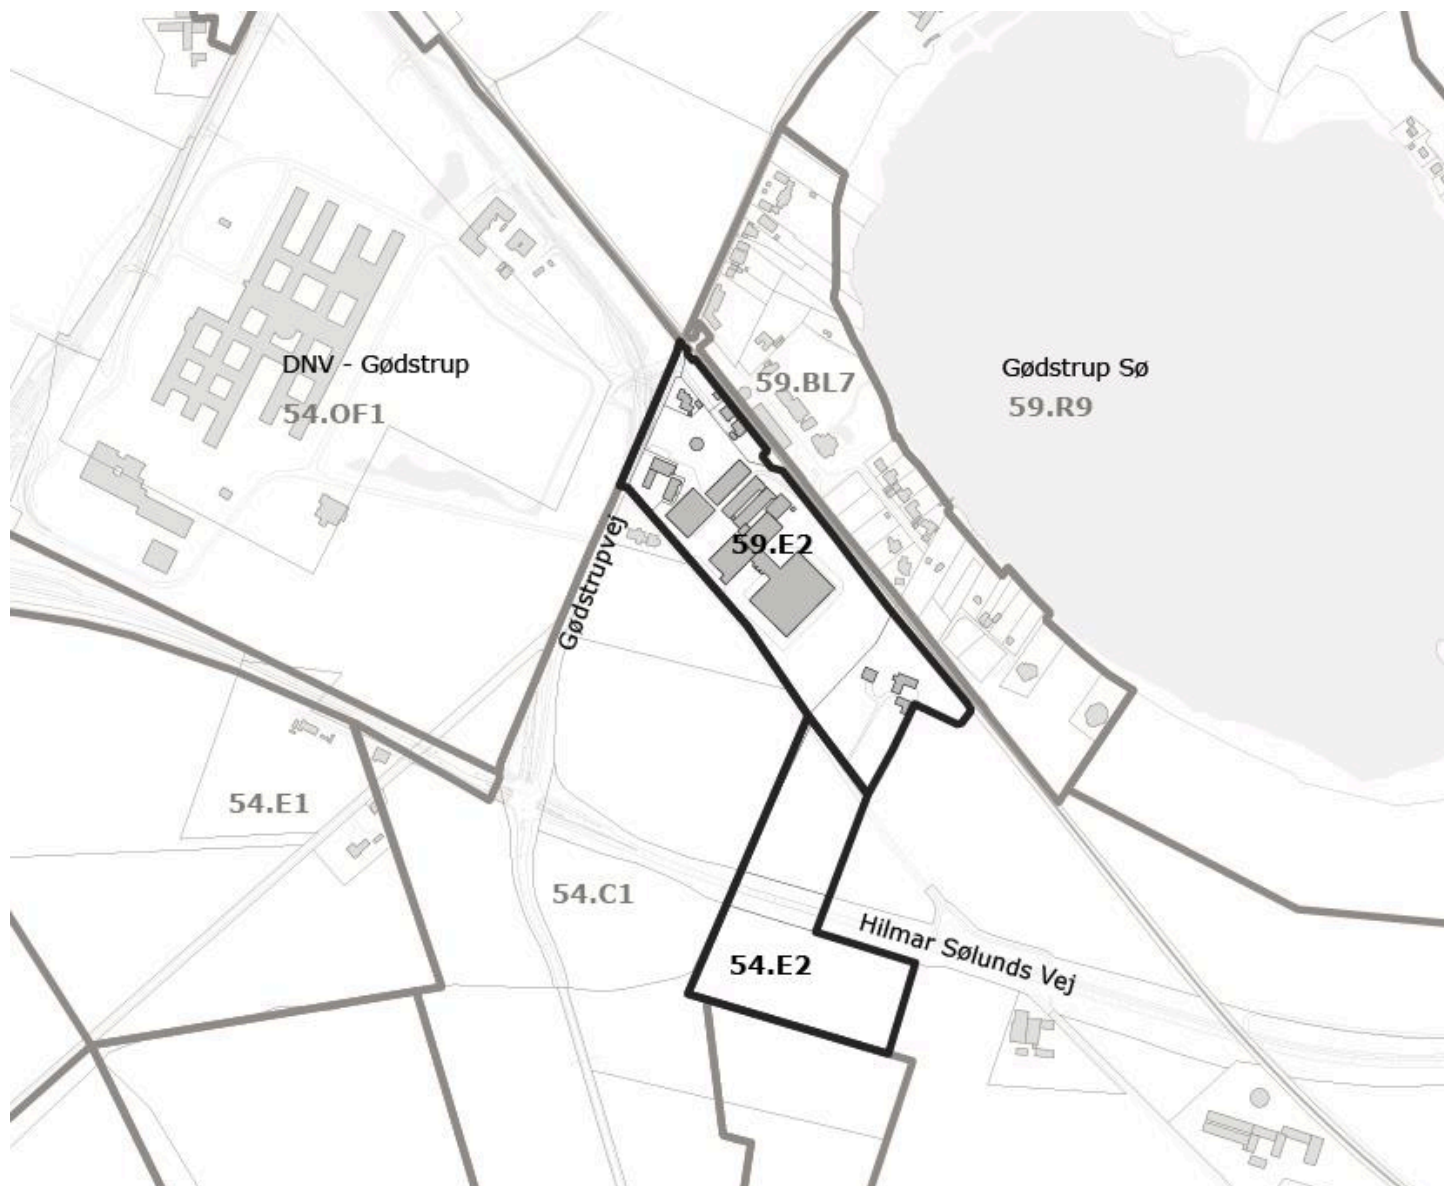 DNV - Gødstrup
54.OF1
59.BL7
Gødstrup Sø
59.R9
59.E2
Gødstrupvej
54.E1
54.C1
Hilmar Sølunds Vej
54.E2